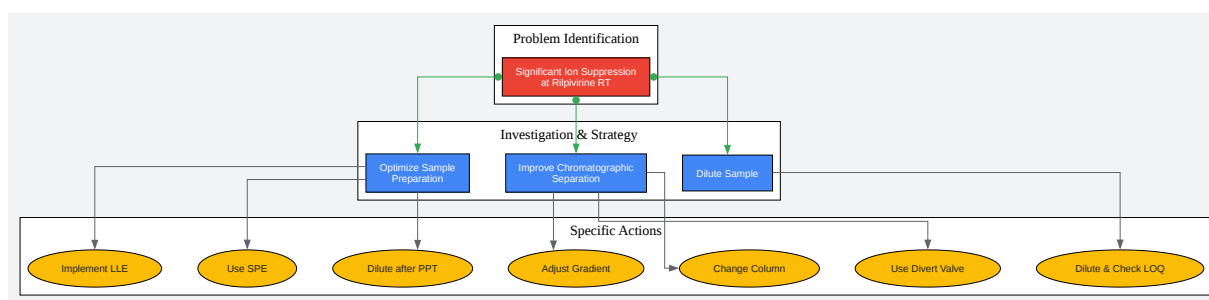 Problem Identification
Significant Ion Suppression
at Rilpivirine RT
Investigation & Strategy
Optimize Sample
Preparation
Improve Chromatographic
Separation
Dilute Sample
Specific Actions
Implement LLE
Use SPE
Dilute after PPT
Adjust Gradient
Change Column
Use Divert Valve
Dilute & Check LOQ